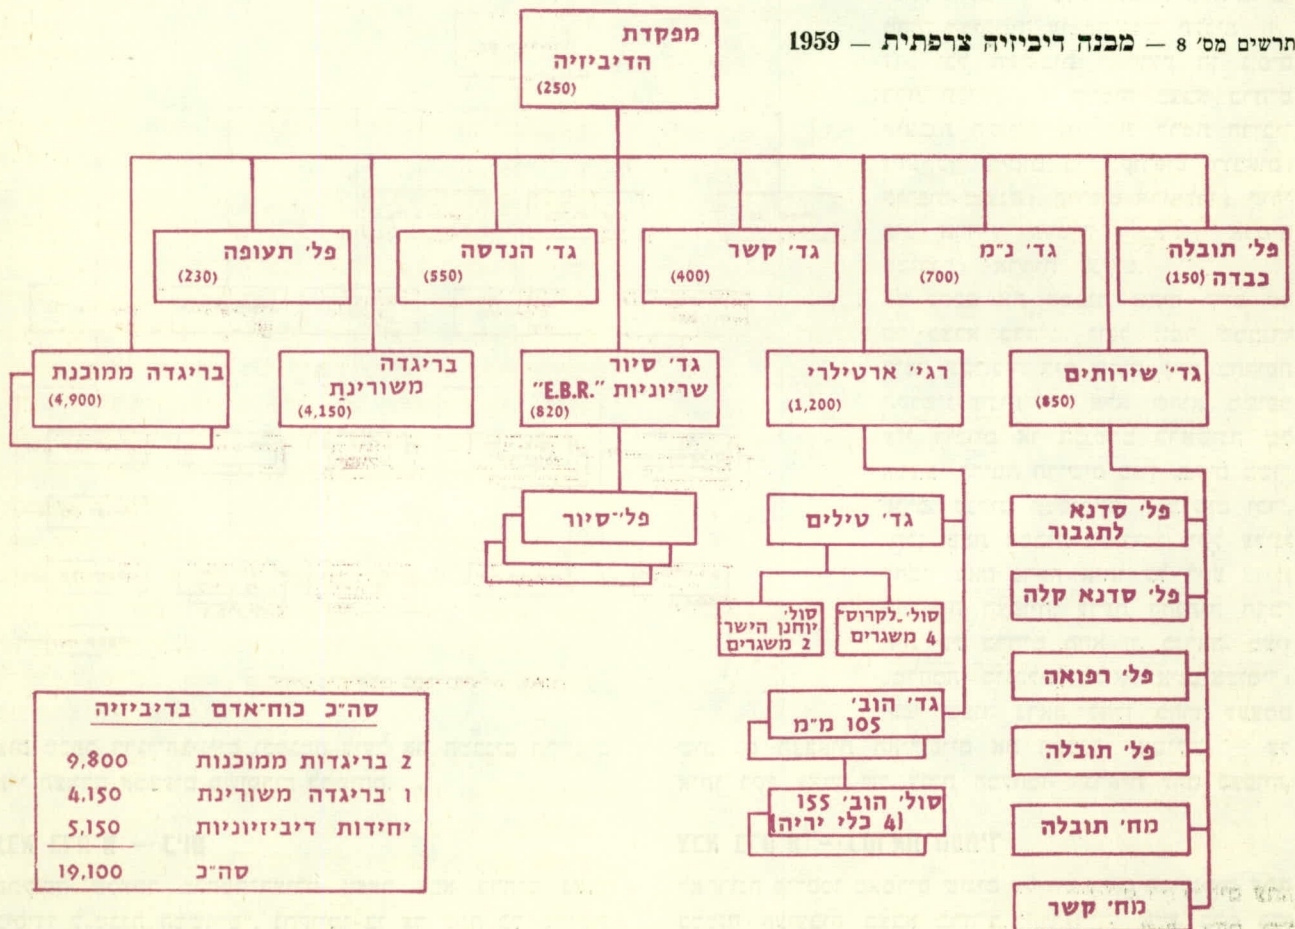 תרשים מס׳ 8 — מבנה דיביזיה צרפתית — 1959
מפקדת
הדיביזיה
(250)
פל׳ תובלה
כבדה (150)
גד׳ נ״מ
(700)
גד׳ קשר
(400)
גד׳ הנדסה
(550)
פל׳ תעופה
(230)
גד׳ שירותים
(850)
רגי׳ ארטילרי
(1,200)
גד׳ סיור
שריוניות "E.B.R."
(820)
בריגדה
משורינת
(4,150)
בריגדה ממוכנת
(4,900)
פל׳ סדנא
לתגבור
גד׳ טילים
פל׳־סיור
פל׳ סדנא קלה
סול׳ לקרוס־
4 משגרים
סול׳
יוחנן הישר
2 משגרים
פל׳ רפואה
גד׳ הוב׳
105 מ״מ
פל׳ תובלה
סול׳ הוב׳ 155
(4 כלי יריה)
מח׳ תובלה
מח׳ קשר
סה״כ כוח־אדם בדיביזיה
2 בריגדות ממוכנות 9,800
1 בריגדה משורינת 4,150
יחידות דיביזיוניות 5,150
סה״כ 19,100